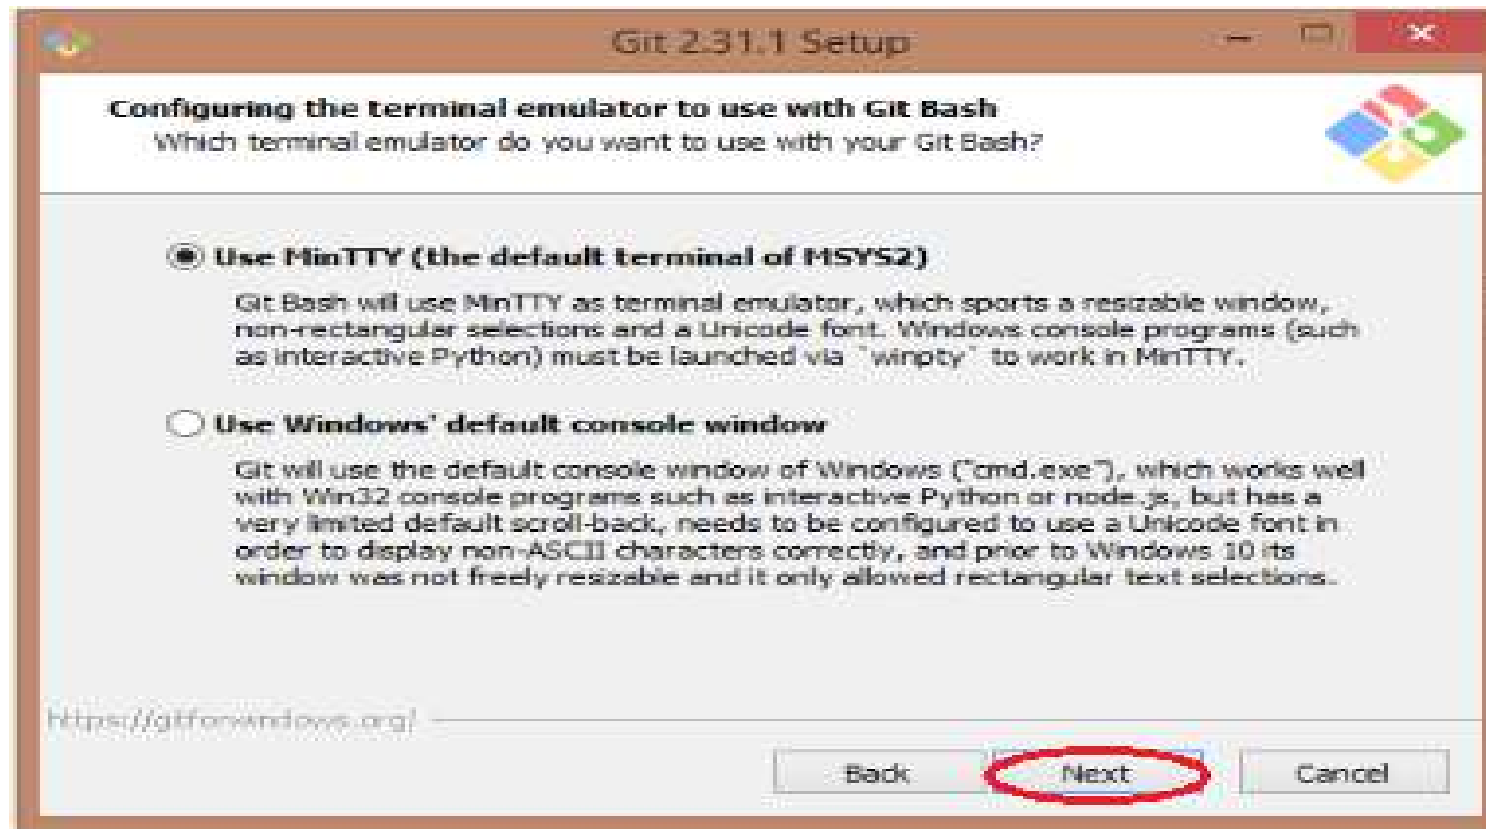 Git 2.31.1 Setup
Configuring the terminal emulator to use with Git Bash
Which terminal emulator do you want to use with your Git Bash?
Use MinTTY (the default terminal of MSYS2)
Git Bash will use MinTTY as terminal emulator, which sports a resizable window,
non-rectangular selections and a Unicode font. Windows console programs (such
as interactive Python) must be launched via `winpty` to work in MinTTY.
Use Windows' default console window
Git will use the default console window of Windows ("cmd.exe"), which works well
with Win32 console programs such as interactive Python or node.js, but has a
very limited default scroll-back, needs to be configured to use a Unicode font in
order to display non-ASCII characters correctly, and prior to Windows 10 its
window was not freely resizable and it only allowed rectangular text selections.
https://gitforwindows.org/
Back Next Cancel